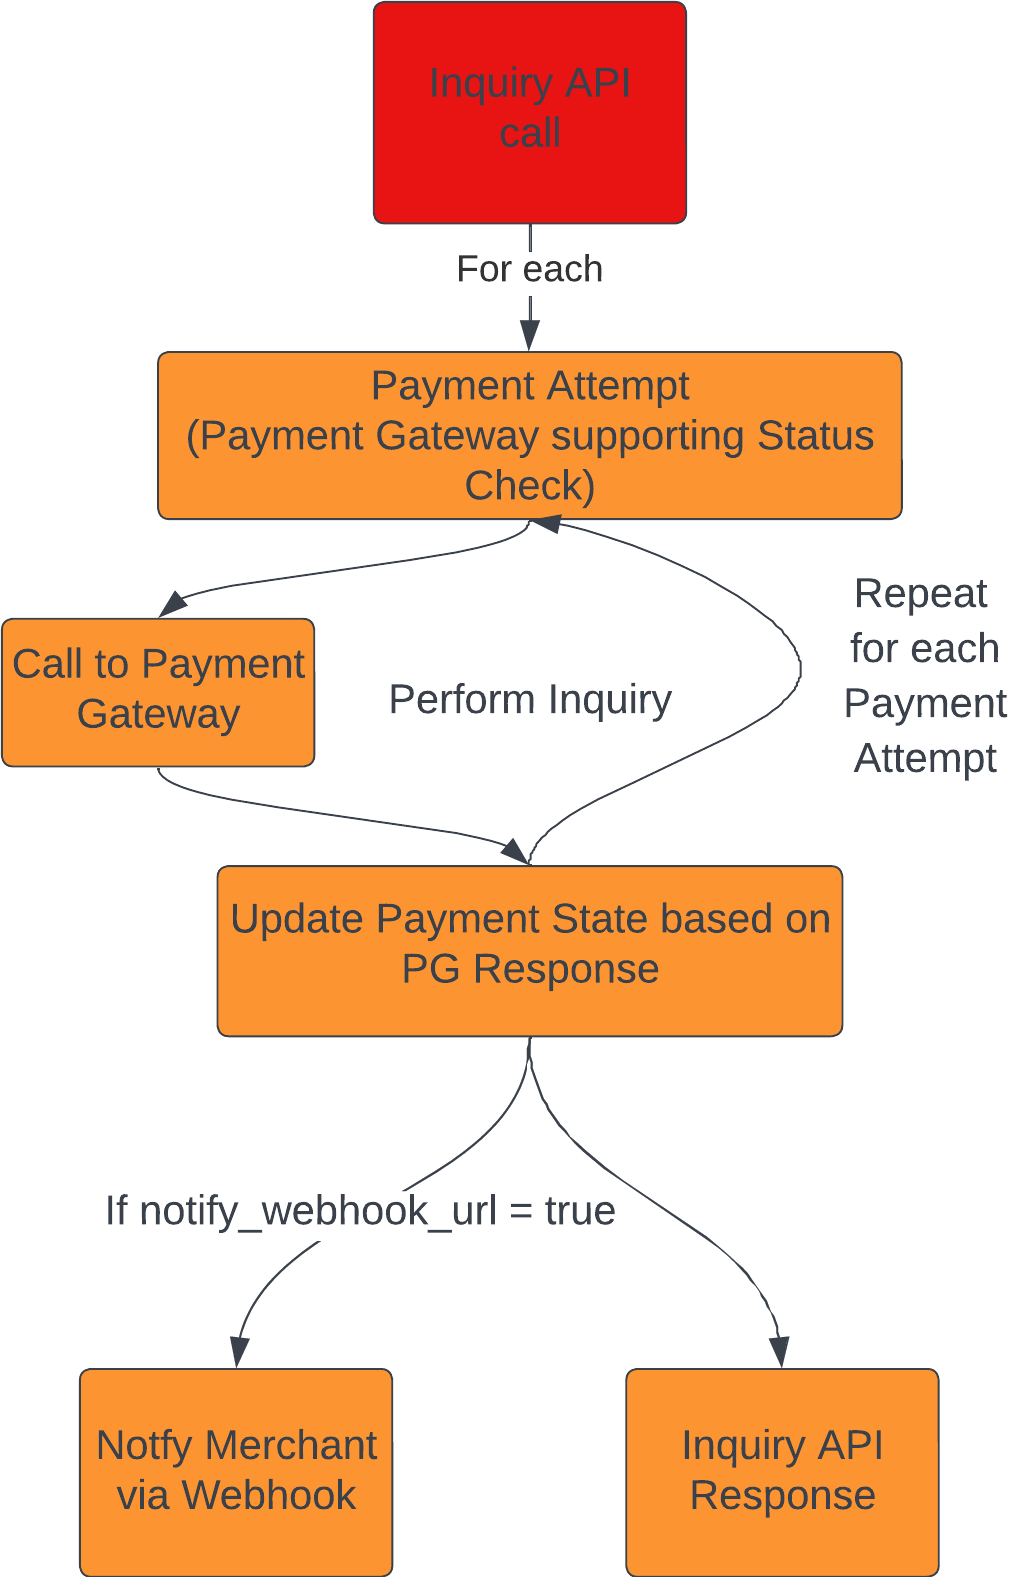 Inquiry API
call
For each
Payment Attempt
(Payment Gateway supporting Status
Check)
Repeat
for each
Payment
Attempt
Call to Payment
Gateway
Perform Inquiry
Update Payment State based on
PG Response
If notify_webhook_url = true
Notfy Merchant
via Webhook
Inquiry API
Response